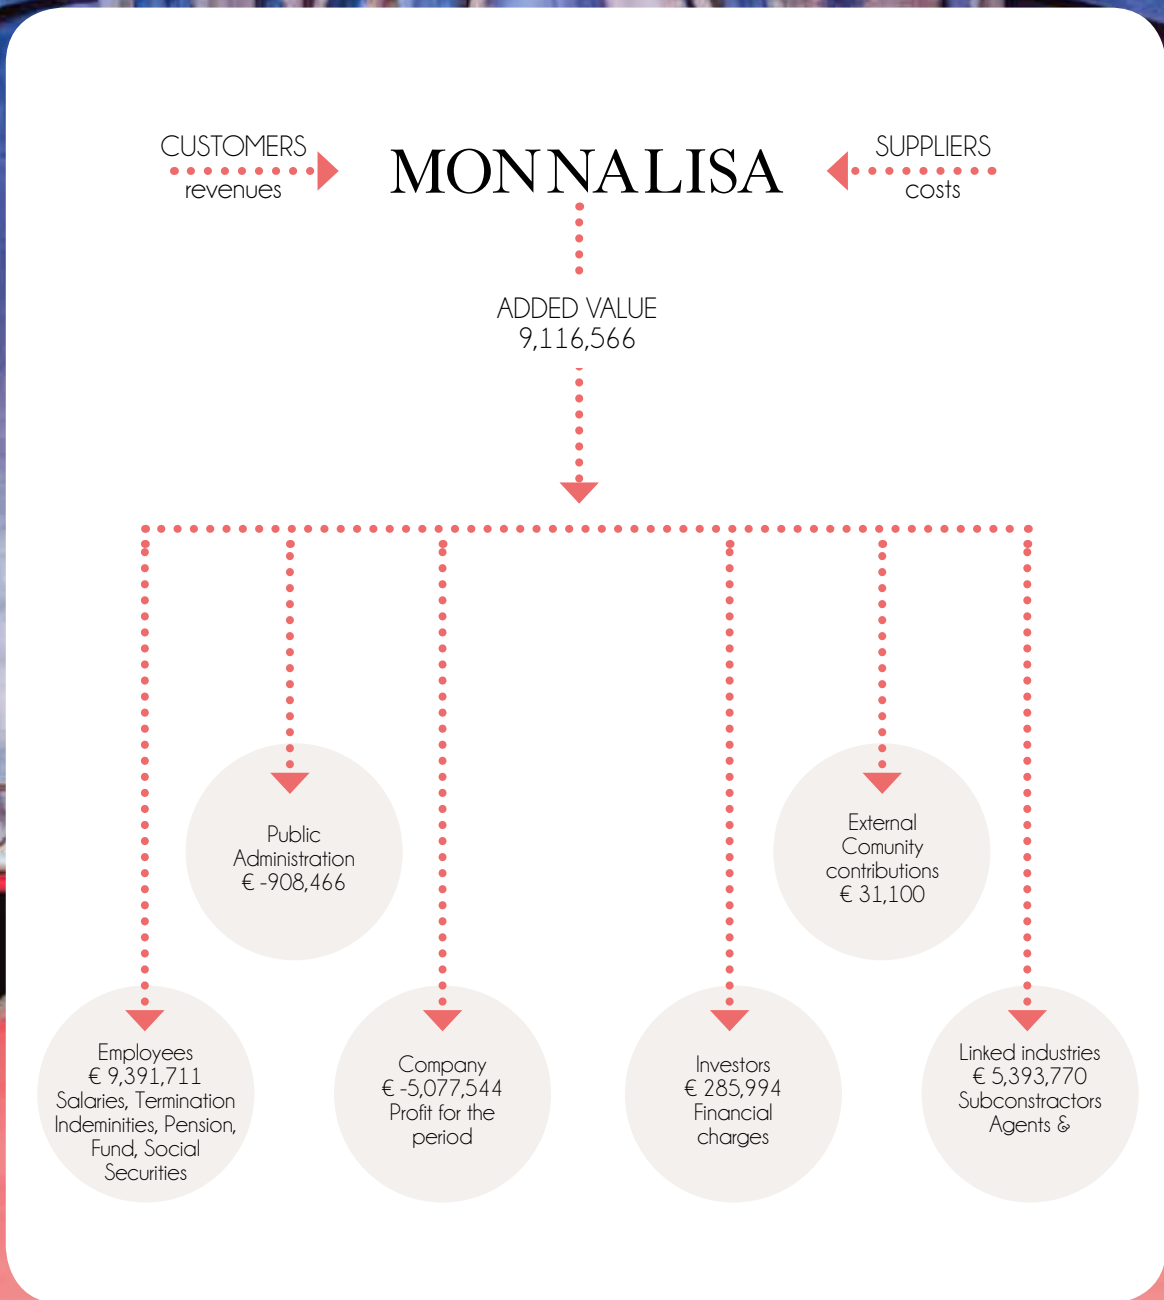 CUSTOMERS
revenues
MONNALISA
SUPPLIERS
costs
ADDED VALUE
9,116,566
Public
Administration
€ -908,466
External
Comunity
contributions
€ 31,100
Employees
€ 9,391,711
Salaries, Termination
Indeminities, Pension,
Fund, Social
Securities
Company
€ -5,077,544
Profit for the
period
Investors
€ 285,994
Financial
charges
Linked industries
€ 5,393,770
Subconstractors
Agents &